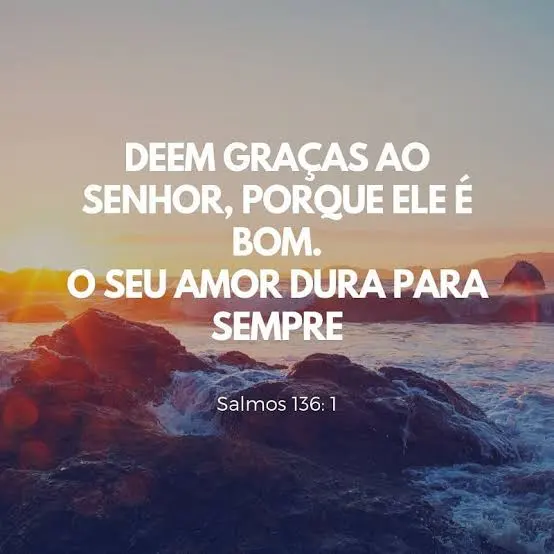 DEEM GRAÇAS AO
SENHOR, PORQUE ELE É
BOM.
O SEU AMOR DURA PARA
SEMPRE
Salmos 136: 1